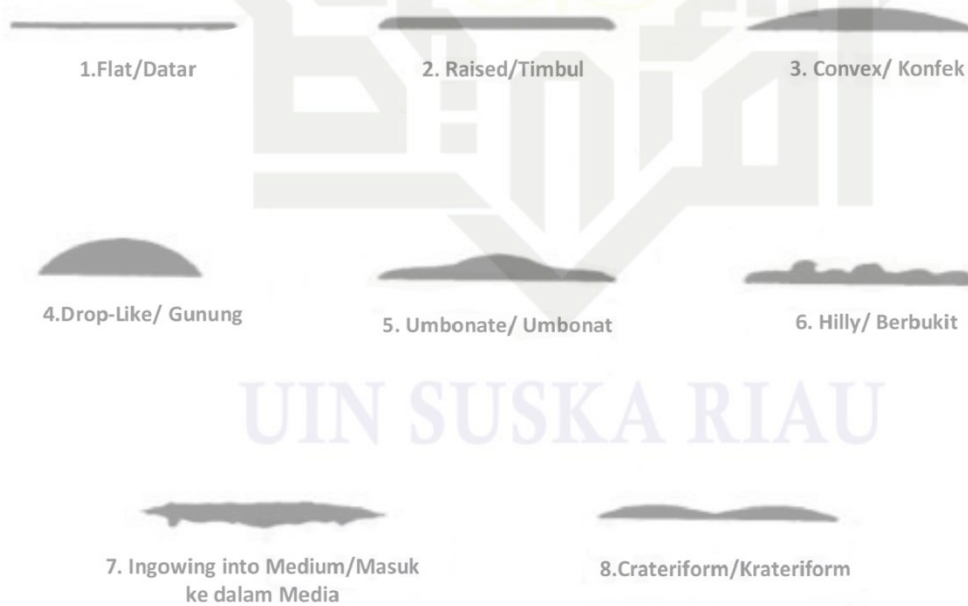 1.Flat/Datar
2. Raised/Timbul
3. Convex/ Konfek
4.Drop-Like/ Gunung
5. Umbonate/ Umbonat
6. Hilly/ Berbukit
UIN SUSKA RIAU
7. Ingowing into Medium/Masuk
ke dalam Media
8.Crateriform/Krateriform